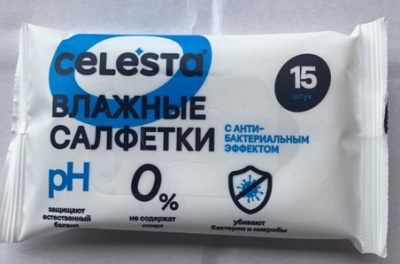 celesta
15
штук
ВЛАЖНЫЕ
САЛФЕТКИ
С АНТИ-
БАКТЕРИАЛЬНЫМ
ЭФФЕКТОМ
pH
0%
защищают
естественный
баланс
не содержат
спирт
убивают
бактерии и микробы